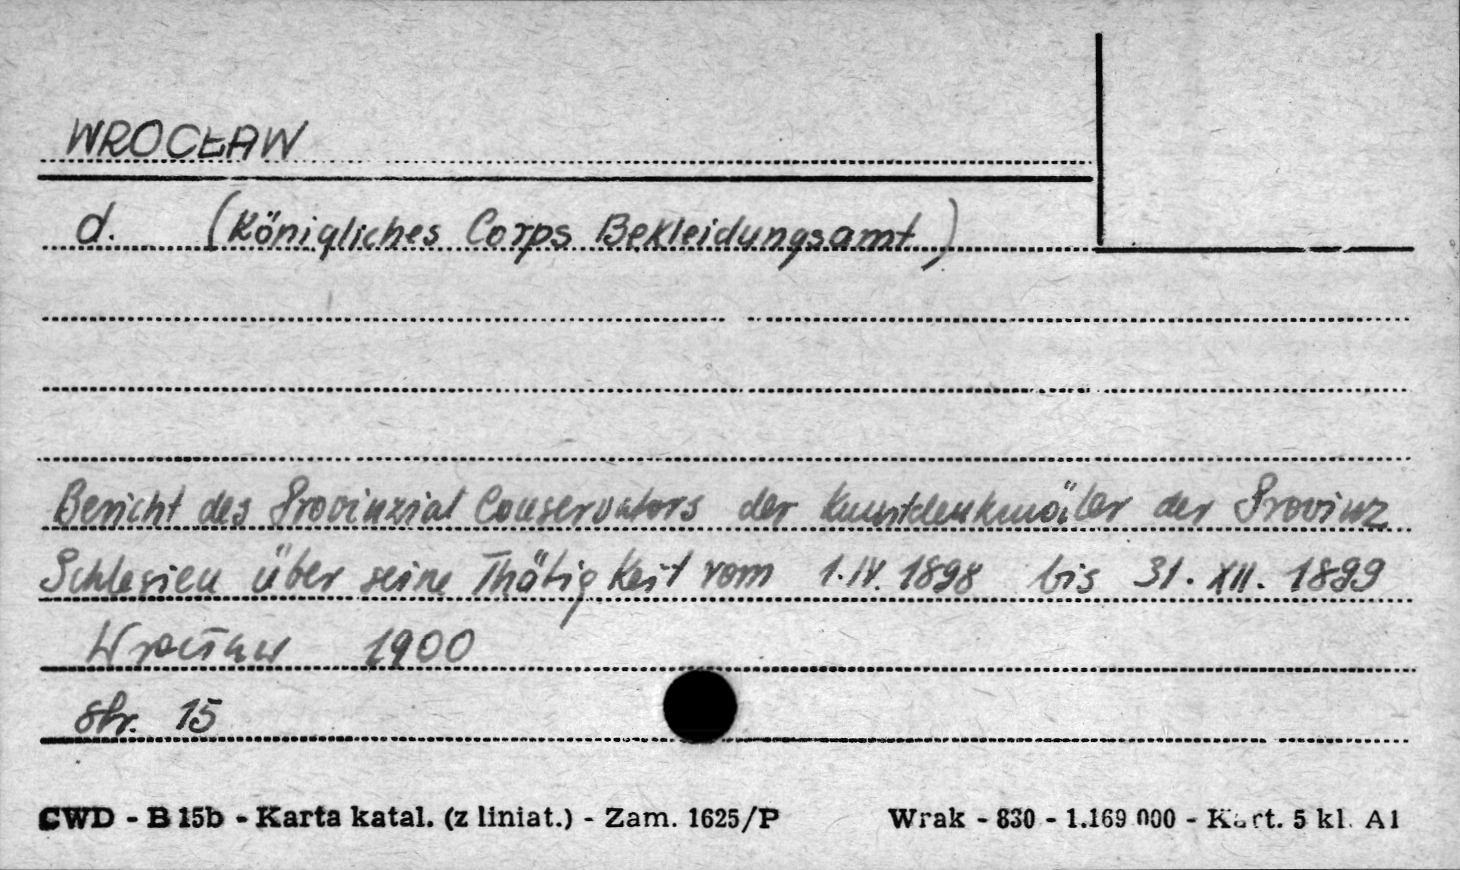 WROCŁAW
d. (Königliches Corps Bekleidungsamt)
Bericht des Provinzial Conservators der Kunstdenkmäler der Provinz
Schlesien über seine Thätigkeit vom 1.IV. 1898 bis 31. XII. 1899
Wrocław 1900
str. 15
CWD - B 15b - Karta katal. (z liniat.) - Zam. 1625/P Wrak - 830 - 1.169 000 - Kart. 5 kl. A1